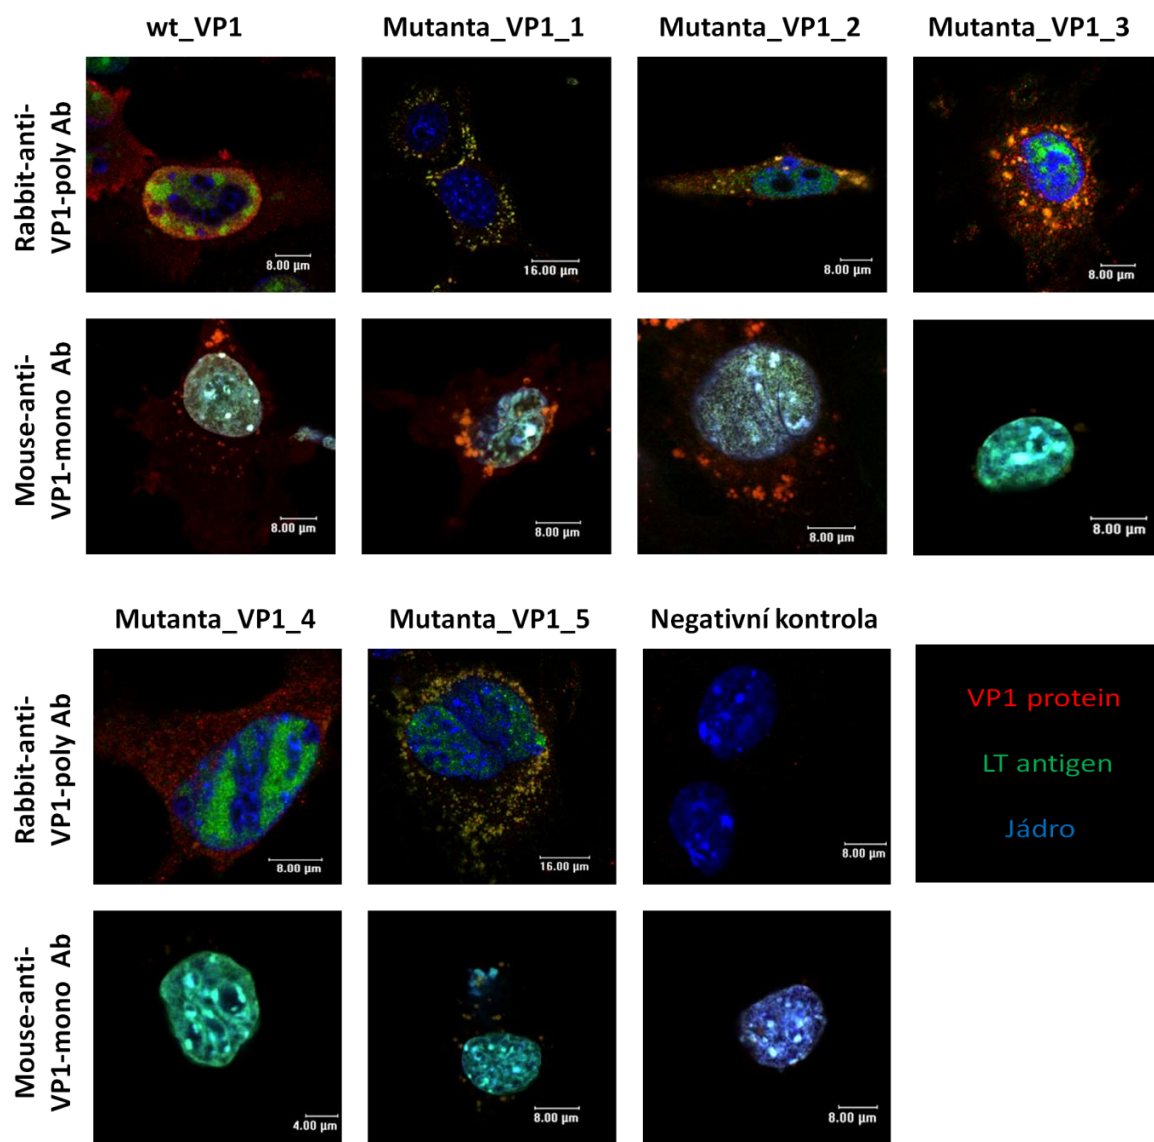 wt_VP1
Mutanta_VP1_1
Mutanta_VP1_2
Mutanta_VP1_3
Rabbit-anti-
VP1-poly Ab
8.00 µm
16.00 µm
8.00 µm
8.00 µm
Mouse-anti-
VP1-mono Ab
8.00 µm
8.00 µm
8.00 µm
8.00 µm
Mutanta_VP1_4
Mutanta_VP1_5
Negativní kontrola
Rabbit-anti-
VP1-poly Ab
8.00 µm
16.00 µm
8.00 µm
VP1 protein
LT antigen
Jádro
Mouse-anti-
VP1-mono Ab
4.00 µm
8.00 µm
8.00 µm